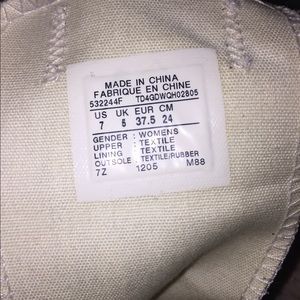 MADE IN CHINA
FABRIQUE EN CHINE
532244F TD4GDWQH02805
US UK EUR CM
7 5 37.5 24
GENDER : WOMENS
UPPER : TEXTILE
LINING : TEXTILE
OUTSOLE : TEXTILE/RUBBER
7Z 1205 M88